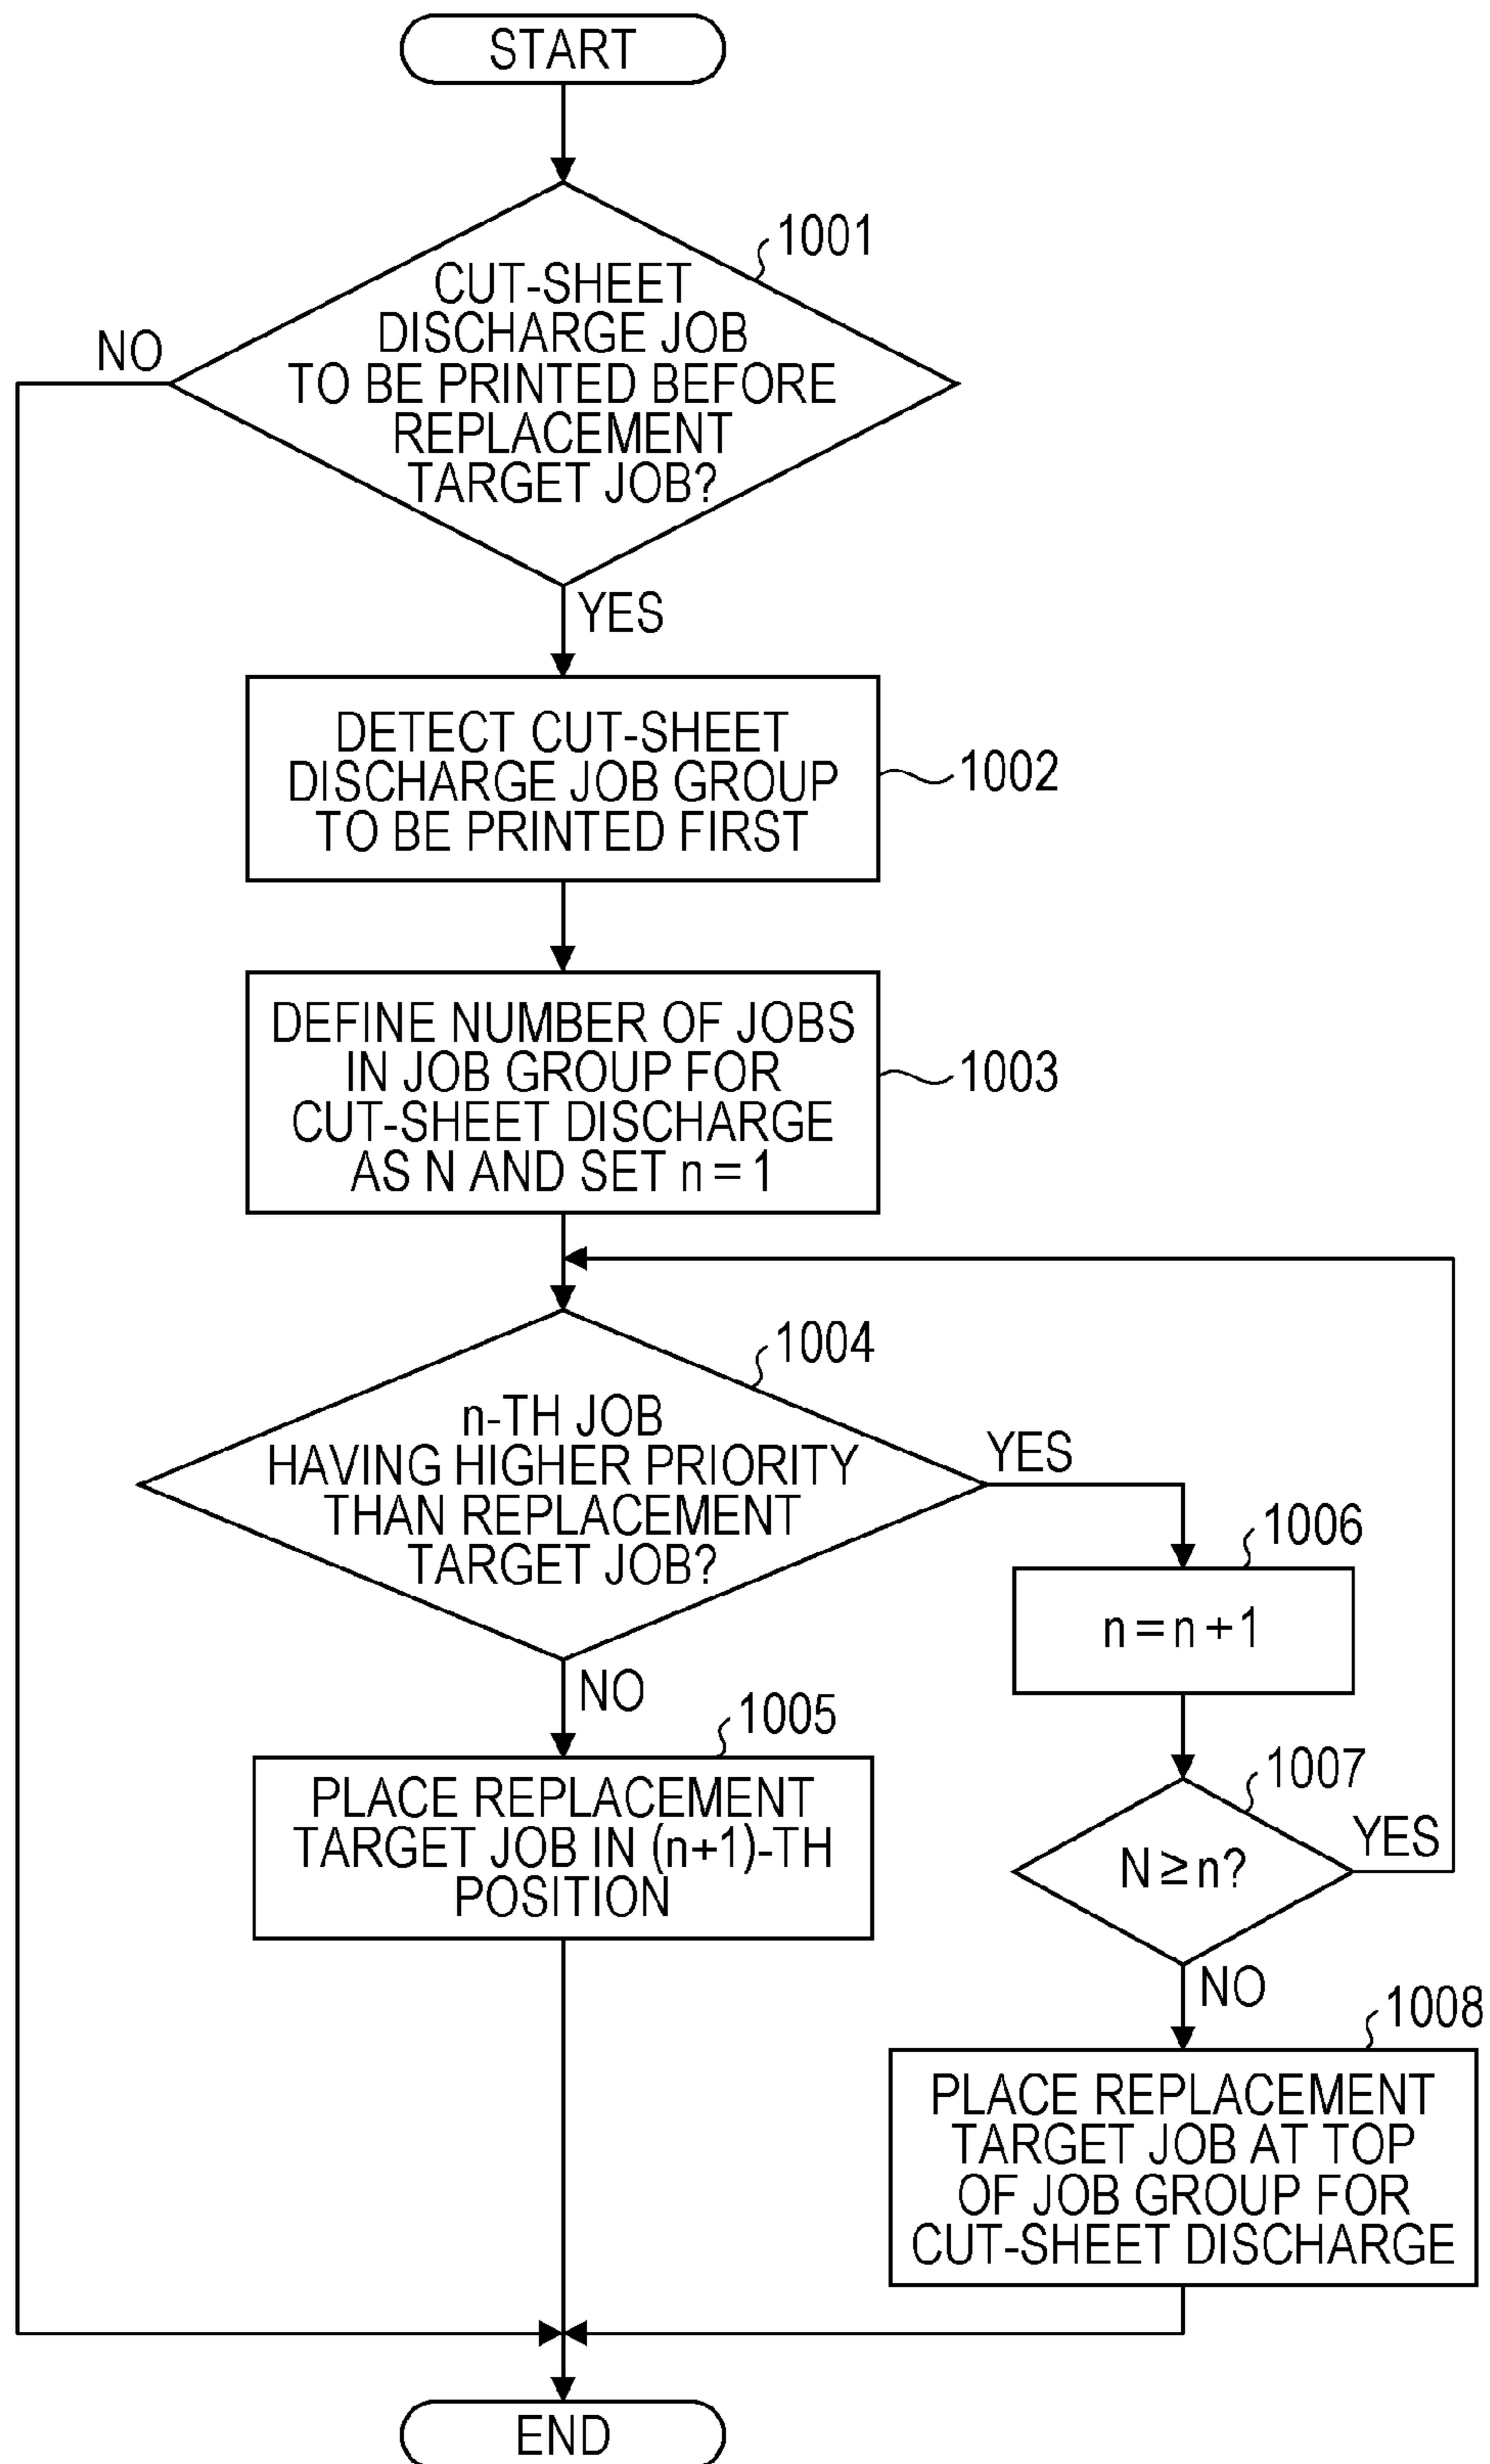 START
1001
CUT-SHEET
DISCHARGE JOB
TO BE PRINTED BEFORE
REPLACEMENT
TARGET JOB?
NO
YES
DETECT CUT-SHEET
DISCHARGE JOB GROUP
TO BE PRINTED FIRST
1002
DEFINE NUMBER OF JOBS
IN JOB GROUP FOR
CUT-SHEET DISCHARGE
AS N AND SET n = 1
1003
1004
n-TH JOB
HAVING HIGHER PRIORITY
THAN REPLACEMENT
TARGET JOB?
YES
NO
1006
n = n + 1
1005
PLACE REPLACEMENT
TARGET JOB IN (n+1)-TH
POSITION
1007
N ≥ n?
YES
NO
1008
PLACE REPLACEMENT
TARGET JOB AT TOP
OF JOB GROUP FOR
CUT-SHEET DISCHARGE
END